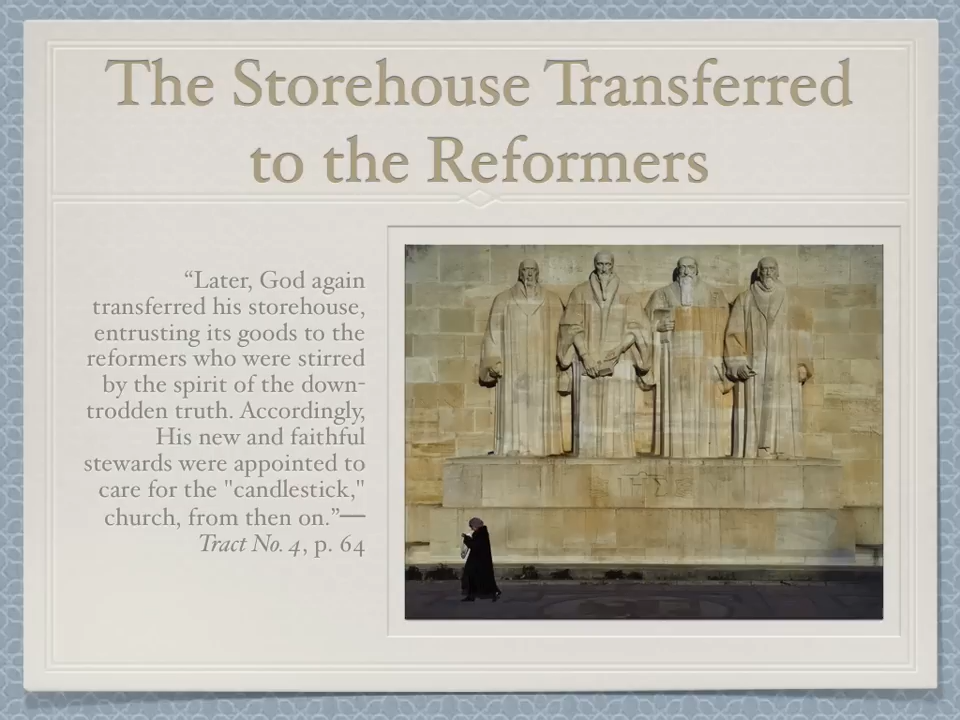 The Storehouse Transferred
to the Reformers
“Later, God again
transferred his storehouse,
entrusting its goods to the
reformers who were stirred
by the spirit of the down-
trodden truth. Accordingly,
His new and faithful
stewards were appointed to
care for the "candlestick,"
church, from then on.”—
Tract No. 4, p. 64